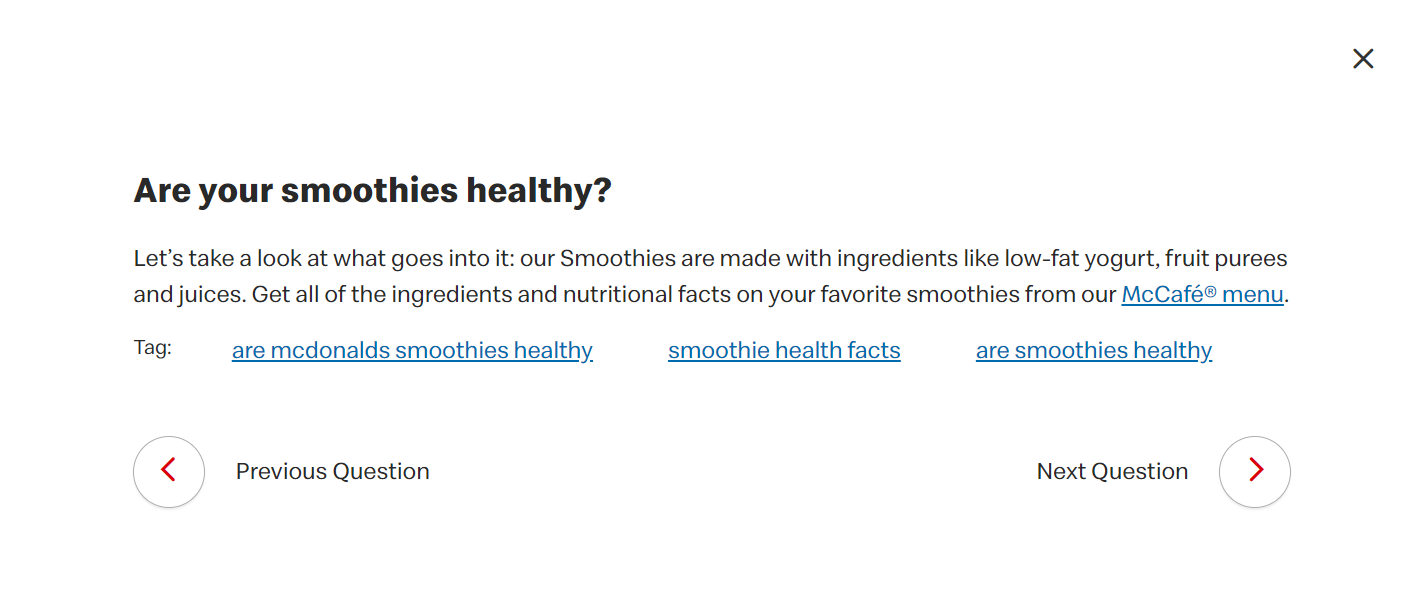 Are your smoothies healthy?
Let’s take a look at what goes into it: our Smoothies are made with ingredients like low-fat yogurt, fruit purees
and juices. Get all of the ingredients and nutritional facts on your favorite smoothies from our McCafé® menu.
Tag: are mcdonalds smoothies healthy smoothie health facts are smoothies healthy
Previous Question Next Question